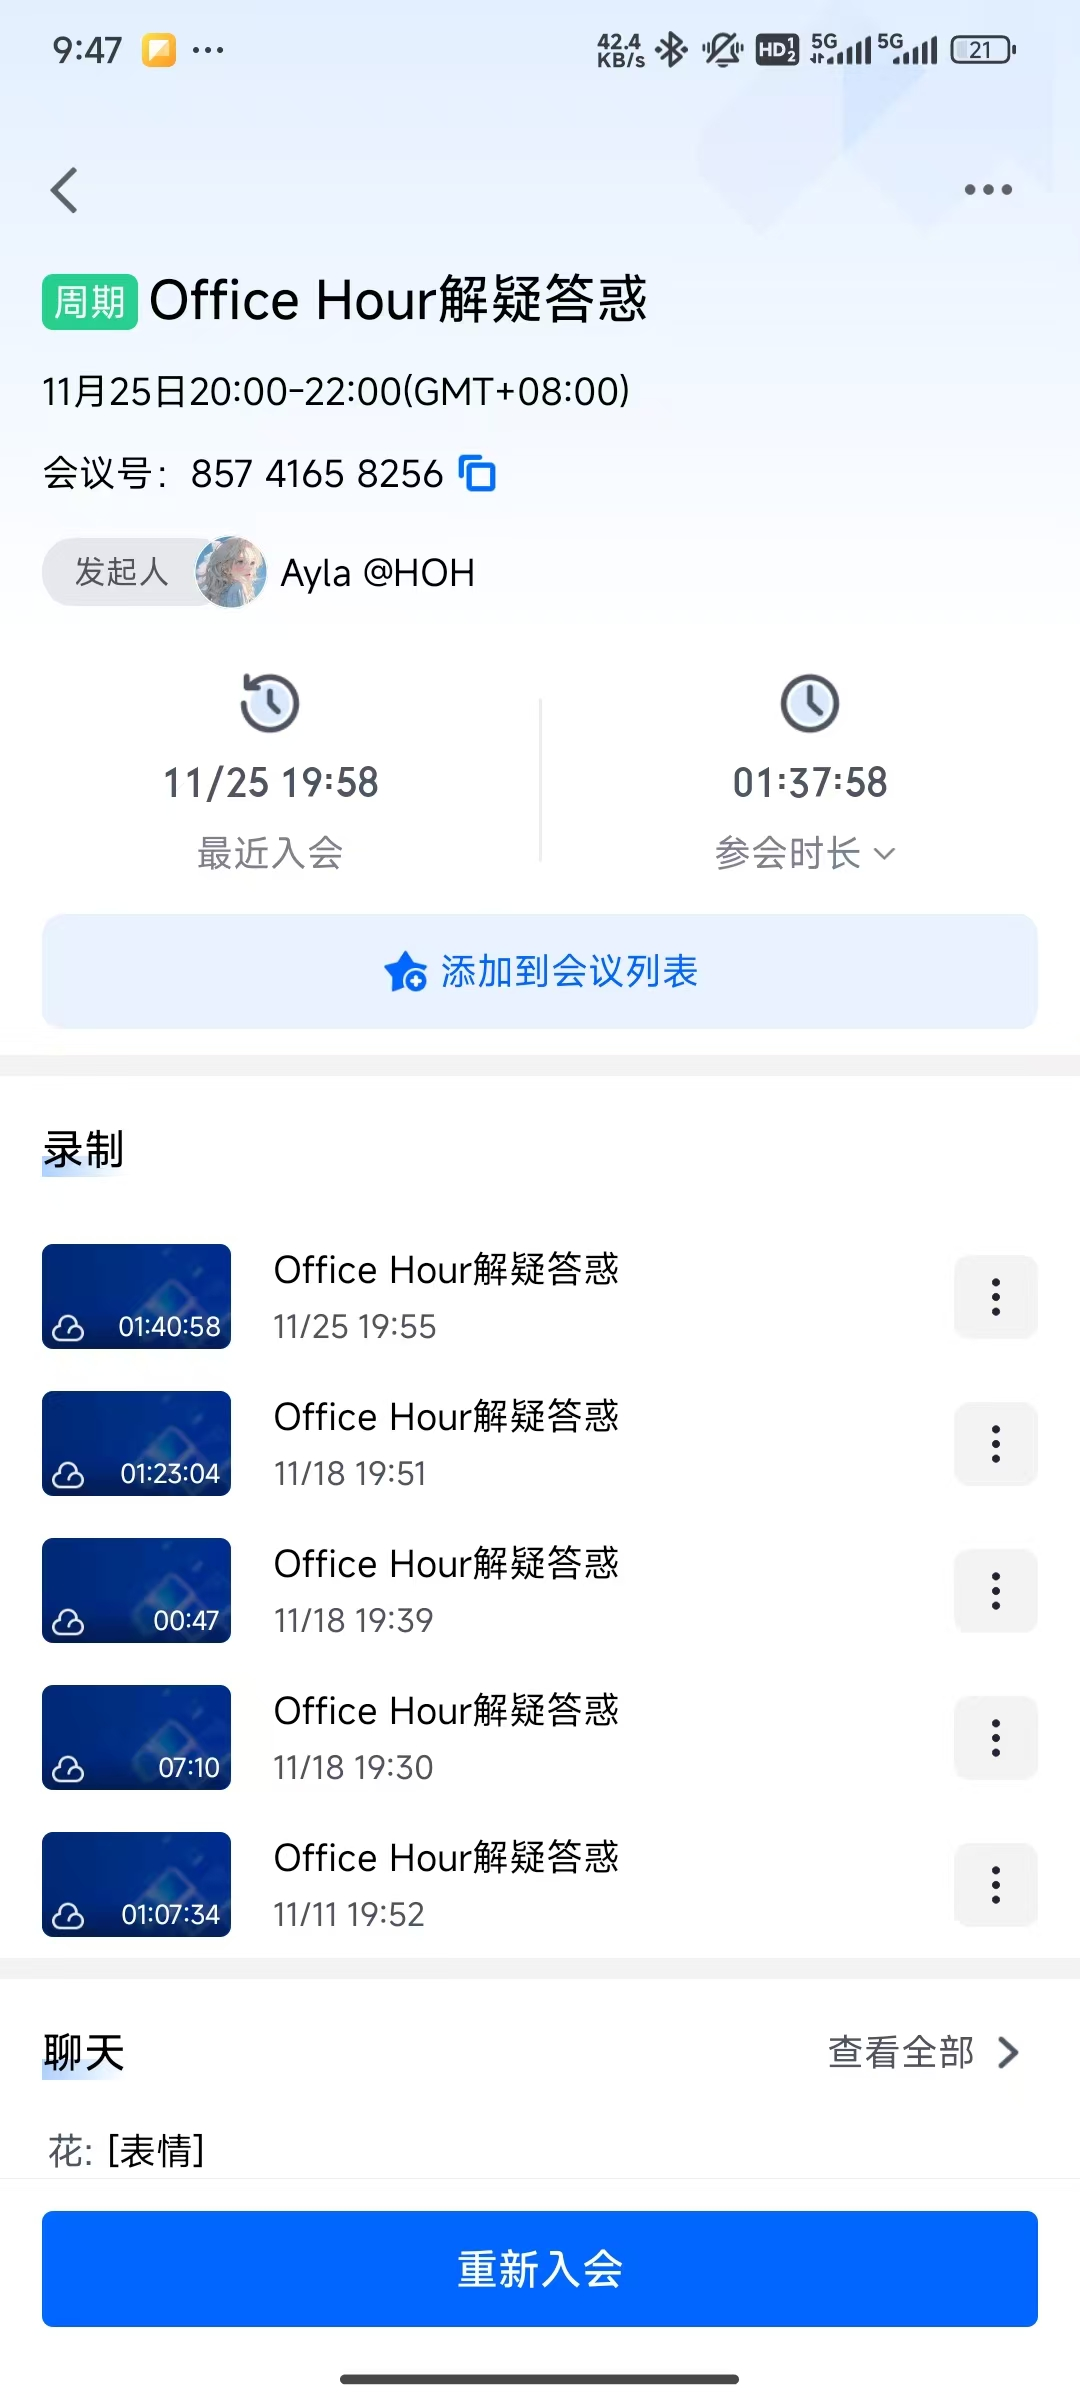 9:47 ··· 42.4 KB/s HD 1 2 5G 5G 21
周期 Office Hour解疑答惑
11月25日20:00-22:00(GMT+08:00)
会议号： 857 4165 8256
发起人 Ayla @HOH
11/25 19:58 01:37:58
最近入会 参会时长
添加到会议列表
录制
Office Hour解疑答惑
01:40:58 11/25 19:55
Office Hour解疑答惑
01:23:04 11/18 19:51
Office Hour解疑答惑
00:47 11/18 19:39
Office Hour解疑答惑
07:10 11/18 19:30
Office Hour解疑答惑
01:07:34 11/11 19:52
聊天 查看全部
花: [表情]
重新入会